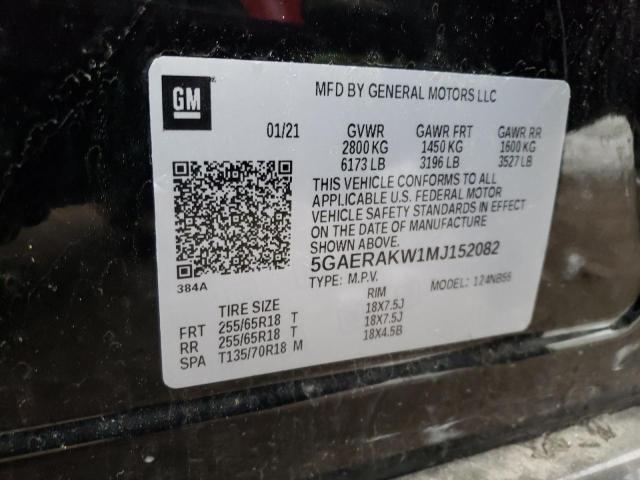 GM
MFD BY GENERAL MOTORS LLC
01/21 GVWR GAWR FRT GAWR RR
2800 KG 1450 KG 1600 KG
6173 LB 3196 LB 3527 LB
THIS VEHICLE CONFORMS TO ALL
APPLICABLE U.S. FEDERAL MOTOR
VEHICLE SAFETY STANDARDS IN EFFECT
ON THE DATE OF MANUFACTURE
SHOWN ABOVE.
5GAERAKW1MJ152082
384A TYPE: M.P.V. MODEL: 124NB56
TIRE SIZE RIM
FRT 255/65R18 T 18X7.5J
RR 255/65R18 T 18X7.5J
SPA T135/70R18 M 18X4.5B